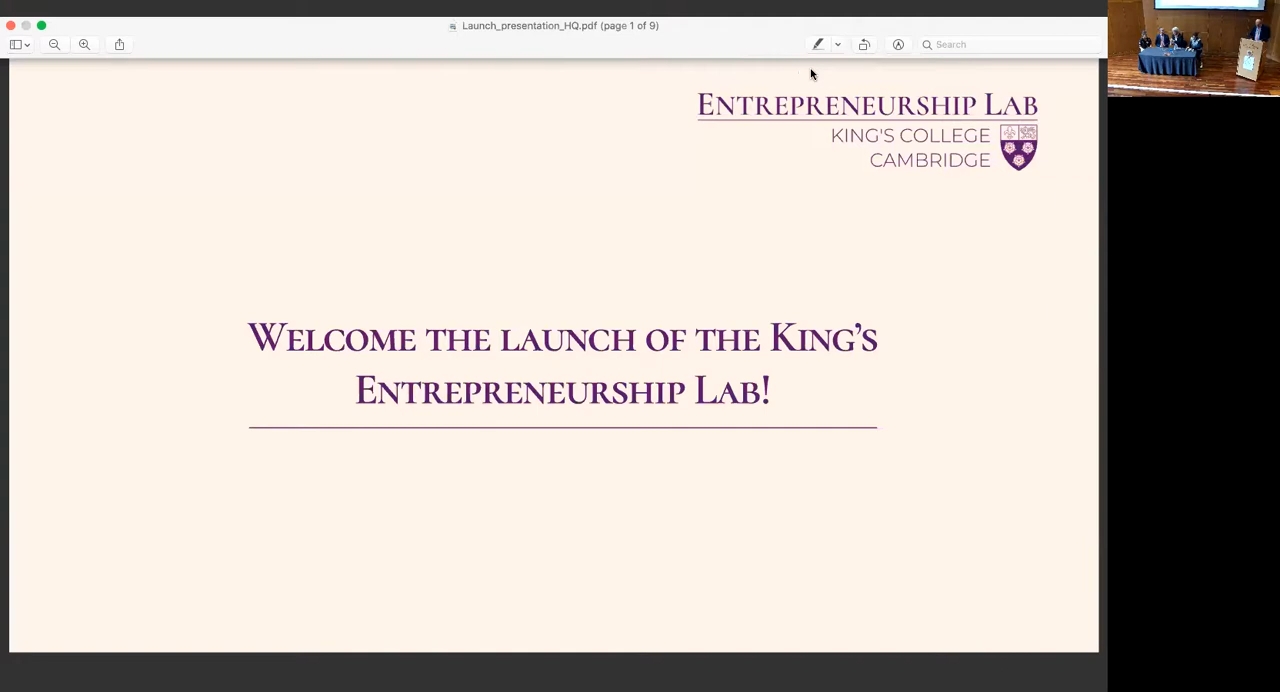 Launch_presentation_HQ.pdf (page 1 of 9)
Search
ENTREPRENEURSHIP LAB
KING'S COLLEGE
CAMBRIDGE
WELCOME THE LAUNCH OF THE KING'S
ENTREPRENEURSHIP LAB!